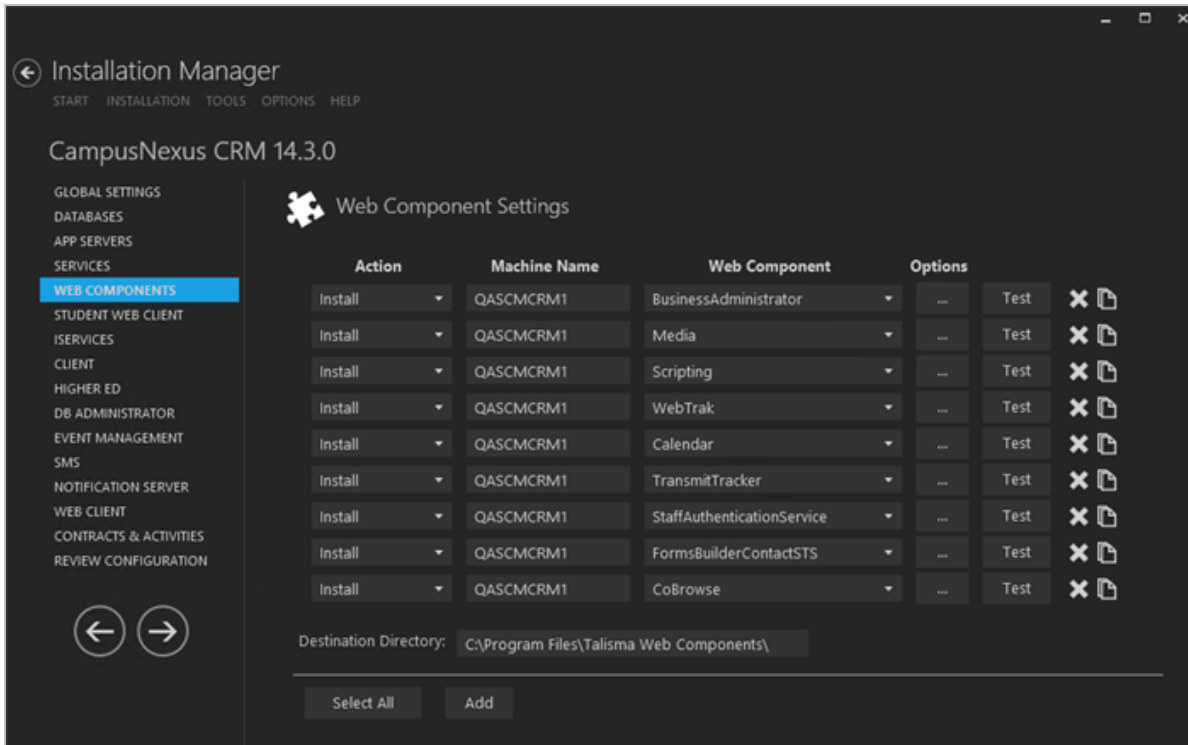 Installation Manager
START INSTALLATION TOOLS OPTIONS HELP
CampusNexus CRM 14.3.0
GLOBAL SETTINGS
DATABASES
APP SERVERS
SERVICES
WEB COMPONENTS
STUDENT WEB CLIENT
ISERVICES
CLIENT
HIGHER ED
DB ADMINISTRATOR
EVENT MANAGEMENT
SMS
NOTIFICATION SERVER
WEB CLIENT
CONTRACTS & ACTIVITIES
REVIEW CONFIGURATION
Web Component Settings
Action Machine Name Web Component Options
Install QASCMCRM1 BusinessAdministrator ... Test
Install QASCMCRM1 Media ... Test
Install QASCMCRM1 Scripting ... Test
Install QASCMCRM1 WebTrak ... Test
Install QASCMCRM1 Calendar ... Test
Install QASCMCRM1 TransmitTracker ... Test
Install QASCMCRM1 StaffAuthenticationService ... Test
Install QASCMCRM1 FormsBuilderContactSTS ... Test
Install QASCMCRM1 CoBrowse ... Test
Destination Directory: C:\Program Files\Talisma Web Components\
Select All Add